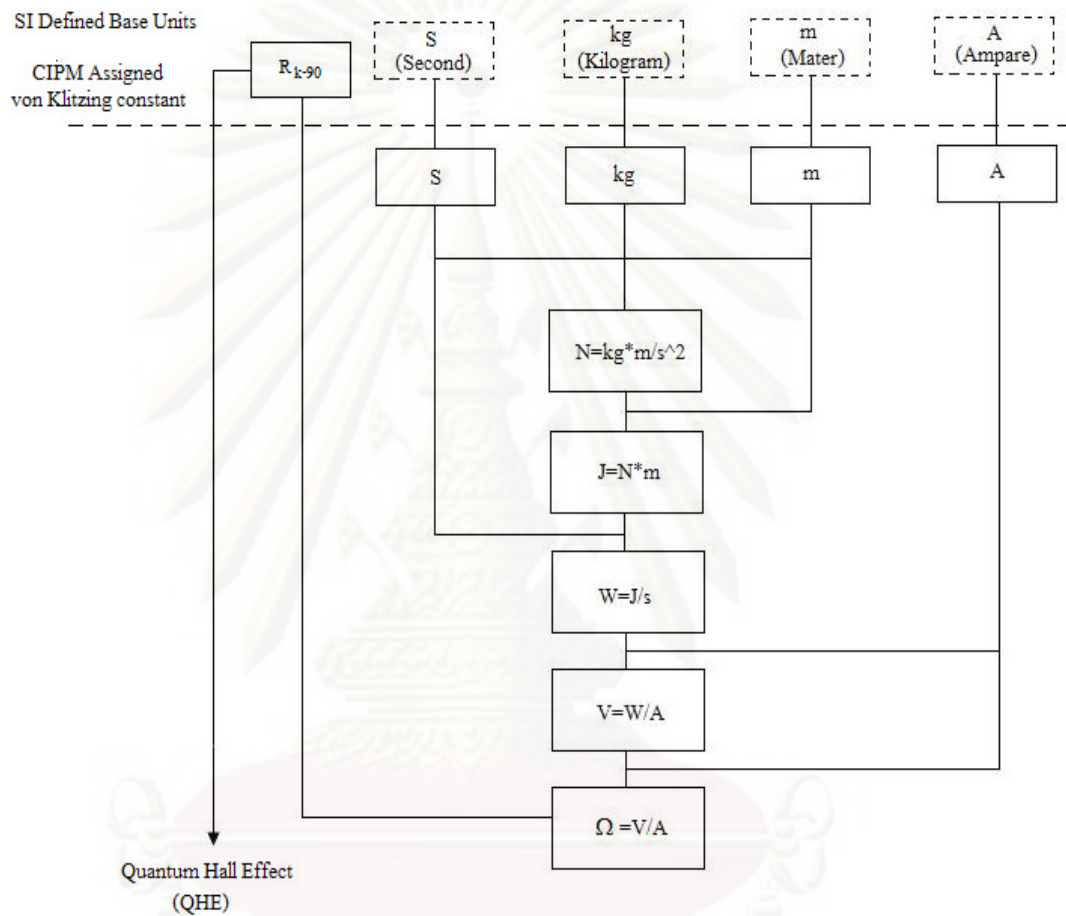 SI Defined Base Units
CIPM Assigned
von Klitzing constant
R k-90
S
(Second)
kg
(Kilogram)
m
(Mater)
A
(Ampare)
S
kg
m
A
N=kg*m/s^2
J=N*m
W=J/s
V=W/A
Ω =V/A
Quantum Hall Effect
(QHE)